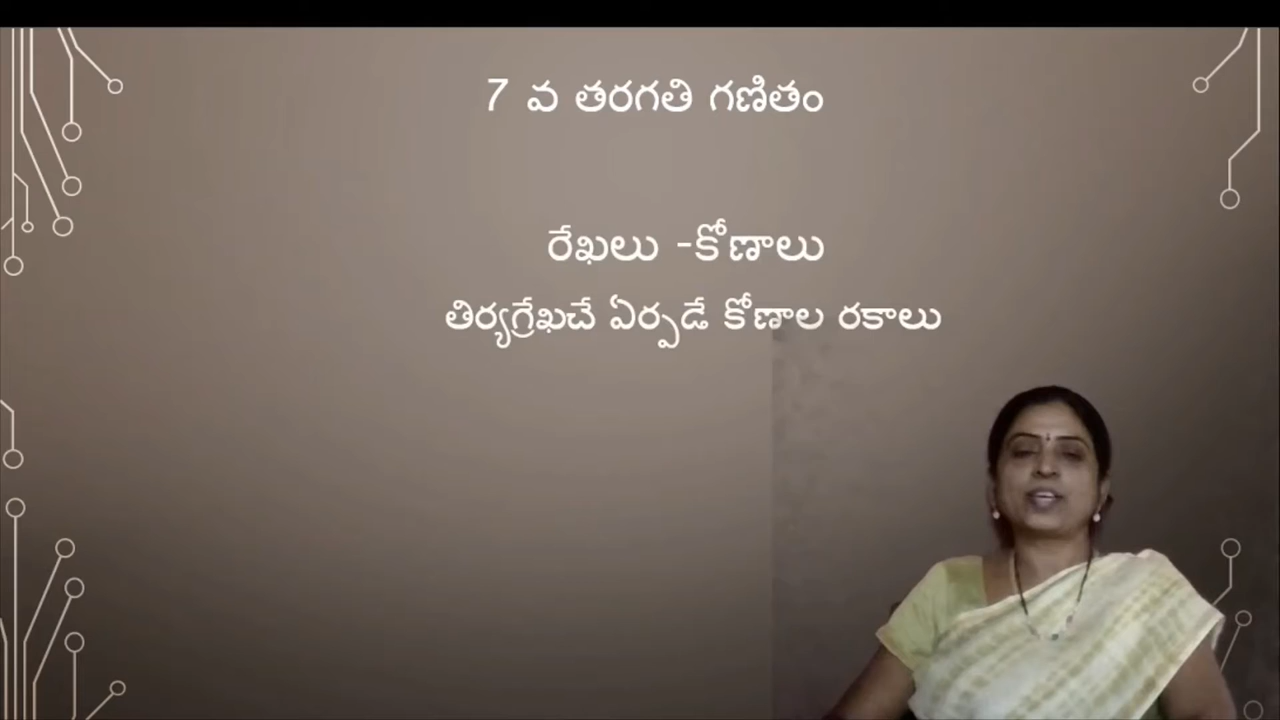 7 వ తరగతి గణితం
రేఖలు -కోణాలు
తిర్యగ్రేఖచే ఏర్పడే కోణాల రకాలు